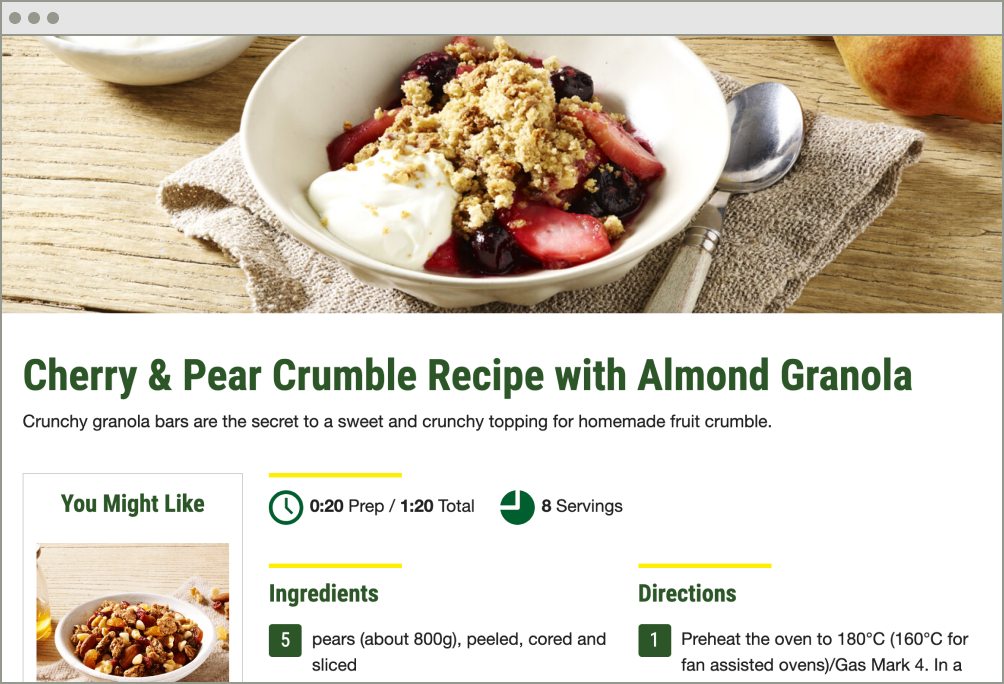 Cherry & Pear Crumble Recipe with Almond Granola
Crunchy granola bars are the secret to a sweet and crunchy topping for homemade fruit crumble.
You Might Like
0:20 Prep / 1:20 Total
8 Servings
Ingredients
5 pears (about 800g), peeled, cored and
sliced
Directions
1 Preheat the oven to 180°C (160°C for
fan assisted ovens)/Gas Mark 4. In a